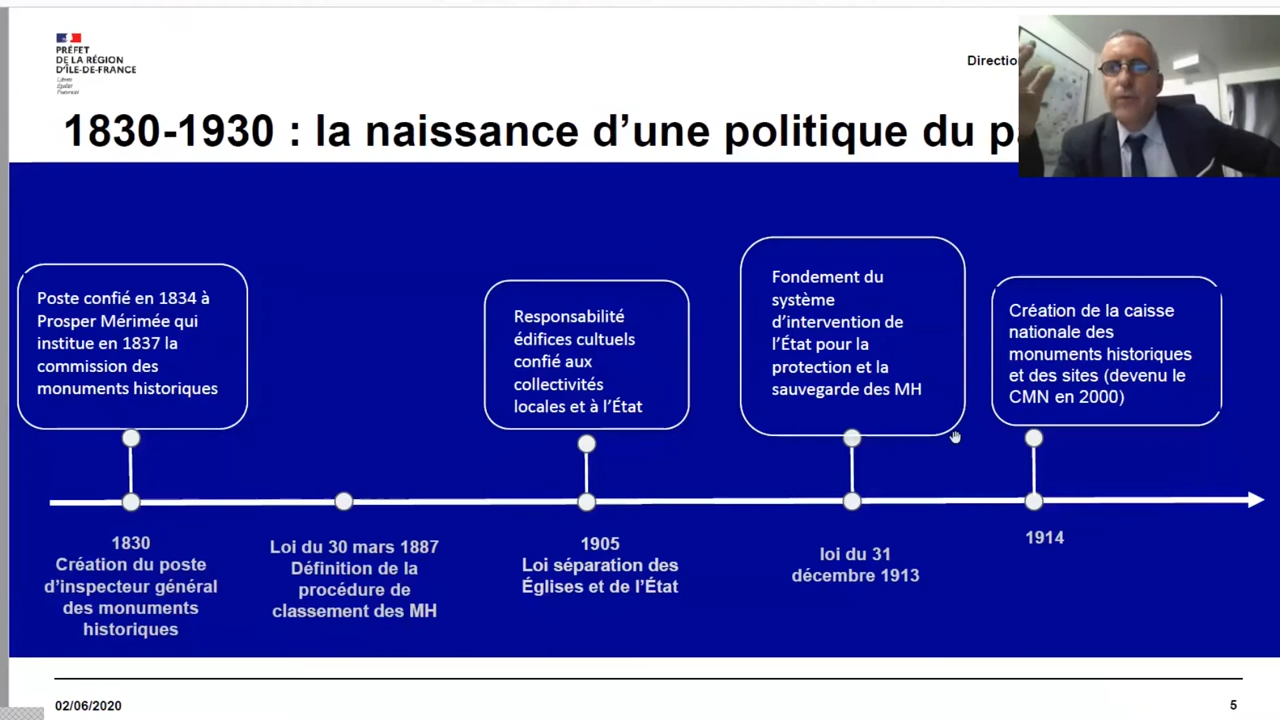 PRÉFET
DE LA RÉGION
D'ÎLE-DE-FRANCE
Liberté
Égalité
Fraternité
Directio
1830-1930 : la naissance d'une politique du pa
Poste confié en 1834 à
Prosper Mérimée qui
institue en 1837 la
commission des
monuments historiques
Responsabilité
édifices cultuels
confié aux
collectivités
locales et à l'État
Fondement du
système
d'intervention de
l'État pour la
protection et la
sauvegarde des MH
Création de la caisse
nationale des
monuments historiques
et des sites (devenu le
CMN en 2000)
1830
Création du poste
d'inspecteur général
des monuments
historiques
Loi du 30 mars 1887
Définition de la
procédure de
classement des MH
1905
Loi séparation des
Églises et de l'État
loi du 31
décembre 1913
1914
02/06/2020
5